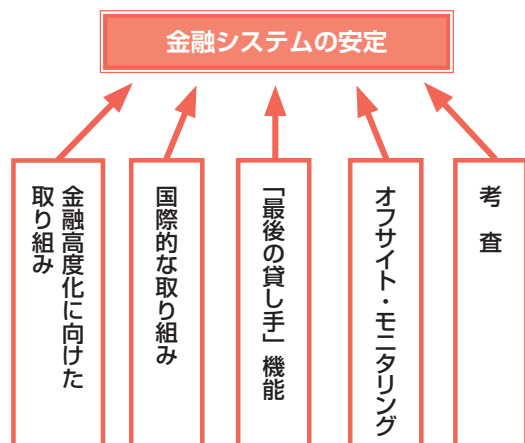 金融システムの安定
考査
オフサイト・モニタリング
「最後の貸し手」機能
国際的な取り組み
金融高度化に向けた
取り組み